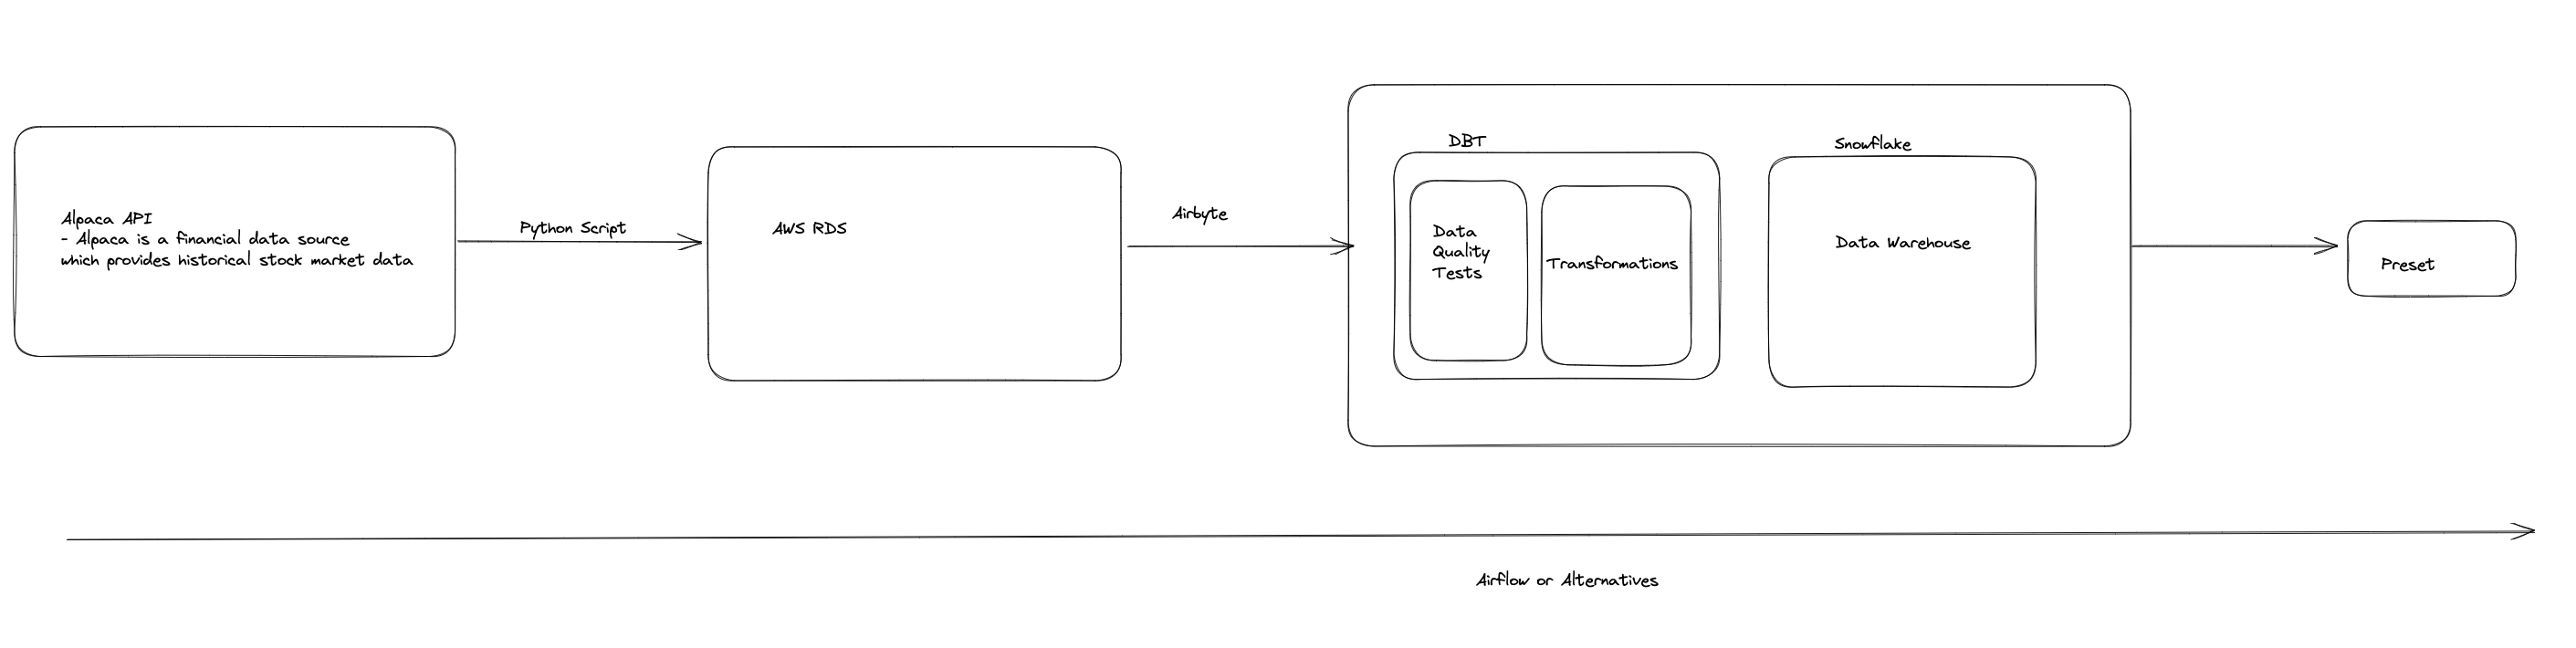 Alpaca API
- Alpaca is a financial data source
which provides historical stock market data
Python Script
AWS RDS
Airbyte
DBT
Data
Quality
Tests
Transformations
Snowflake
Data Warehouse
Preset
Airflow or Alternatives